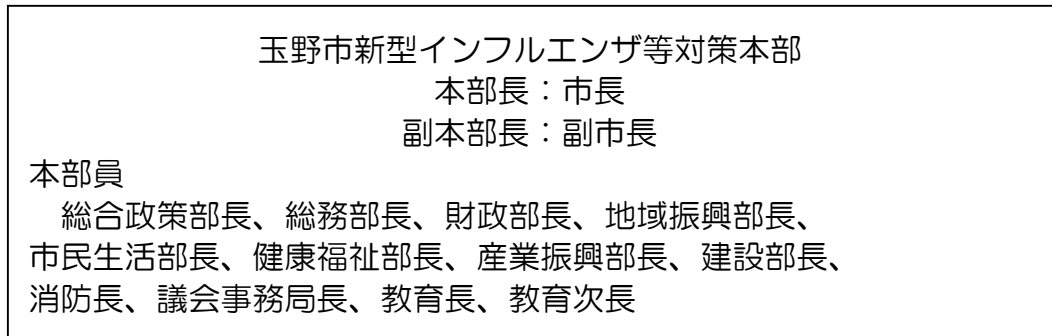 玉野市新型インフルエンザ等対策本部
本部長：市長
副本部長：副市長
本部員
　総合政策部長、総務部長、財政部長、地域振興部長、
市民生活部長、健康福祉部長、産業振興部長、建設部長、
消防長、議会事務局長、教育長、教育次長